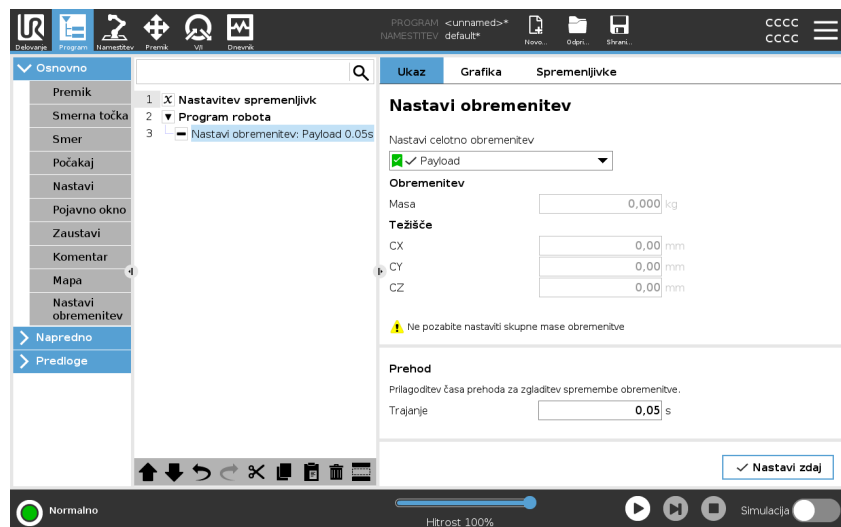 PROGRAM <unnamed>*
NAMESTITEV default*
Delovanje
Program
Namestitev
Premik
V/I
Dnevnik
Novo...
Odpri...
Shrani...
CCCC
CCCC
Osnovno
Premik
Smerna točka
Smer
Počakaj
Nastavi
Pojavno okno
Zaustavi
Komentar
Mapa
Nastavi
obremenitev
Napredno
Predloge
1 x Nastavitev spremenljivk
2 Program robota
3 Nastavi obremenitev: Payload 0.05s
Ukaz Grafika Spremenljivke
Nastavi obremenitev
Nastavi celotno obremenitev
Payload
Obremenitev
Masa 0,000 kg
Težišče
CX 0,00 mm
CY 0,00 mm
CZ 0,00 mm
Ne pozabite nastaviti skupne mase obremenitve
Prehod
Prilagoditev časa prehoda za zgladitev spremembe obremenitve.
Trajanje 0,05 s
Nastavi zdaj
Normalno
Hitrost 100%
Simulacija